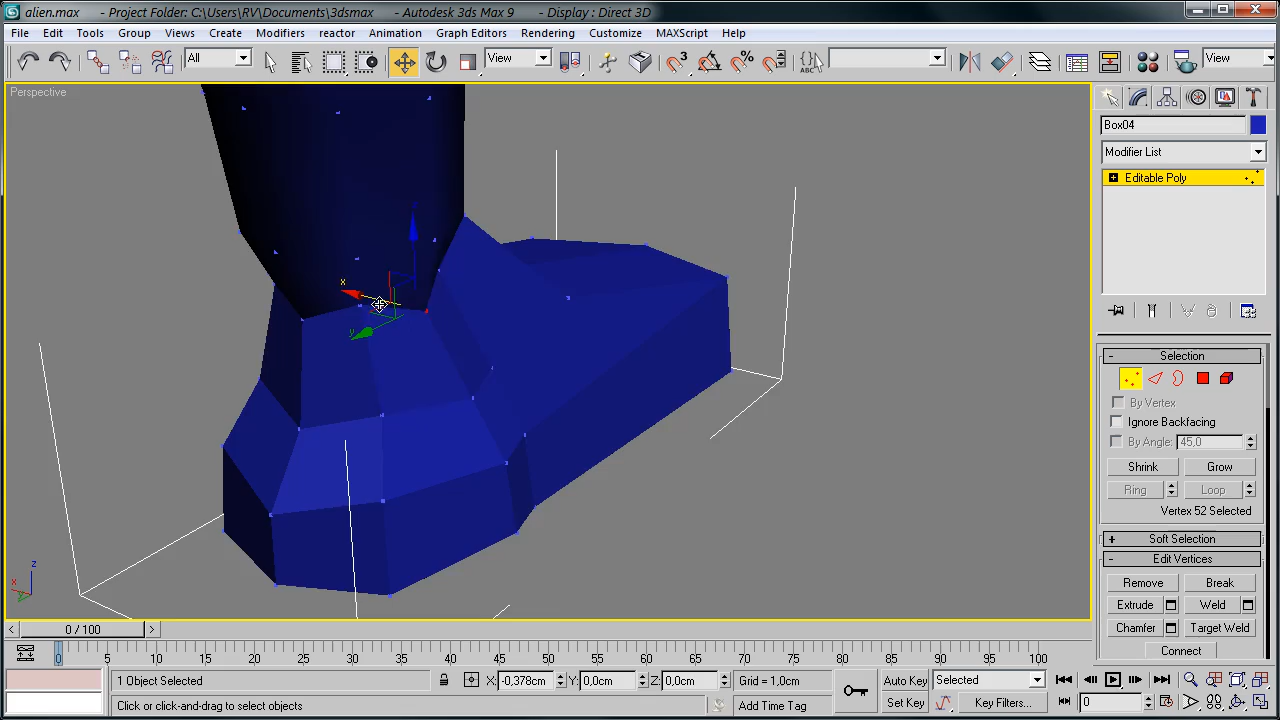 alien.max - Project Folder: C:\Users\RV\Documents\3dsmax - Autodesk 3ds Max 9 - Display : Direct 3D
File Edit Tools Group Views Create Modifiers reactor Animation Graph Editors Rendering Customize MAXScript Help
All View View
Perspective
Box04
Modifier List
Editable Poly
x
y
Selection
By Vertex
Ignore Backfacing
By Angle: 45,0
Shrink Grow
Ring Loop
Vertex 52 Selected
Soft Selection
Edit Vertices
Remove Break
Extrude Weld
Chamfer Target Weld
Connect
z
x
y
0 / 100
0 5 10 15 20 25 30 35 40 45 50 55 60 65 70 75 80 85 90 95 100
1 Object Selected X: -0,378cm Y: 0,0cm Z: 0,0cm Grid = 1,0cm Auto Key Selected
Click or click-and-drag to select objects Add Time Tag Set Key Key Filters... 0